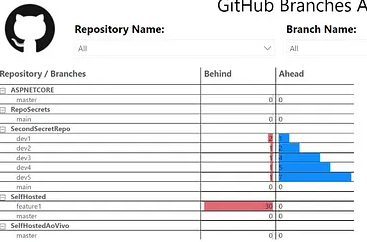 GitHub Branches A
Repository Name:
Branch Name:
All
All
Repository / Branches Behind Ahead
ASPNETCORE
master 0 0
RepoSecrets
main 0 0
SecondSecretRepo
dev1
dev2
dev3
dev4
dev5
main 0 0
SelfHosted
feature1 30 0
master 0 0
SelfHostedAoVivo
master 0 0